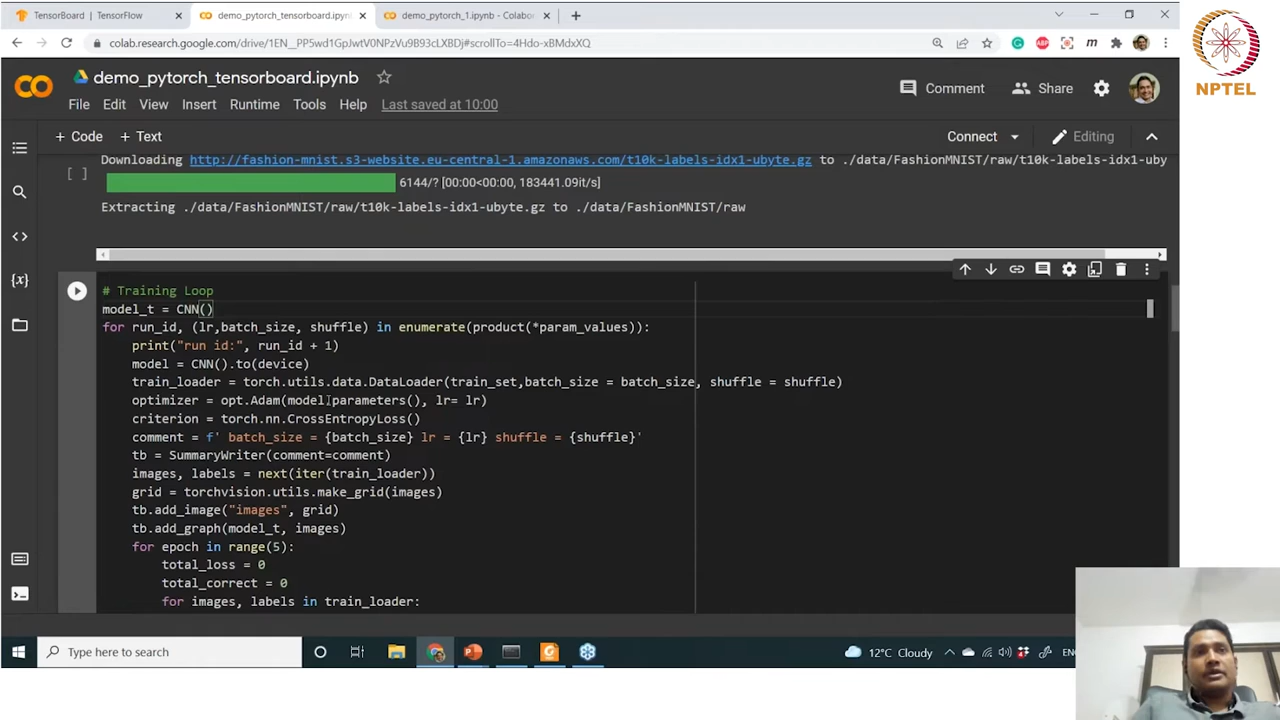 TensorBoard | TensorFlow
demo_pytorch_tensorboard.ipynb
demo_pytorch_1.ipynb - Colabor
colab.research.google.com/drive/1EN__PP5wd1GpJwtV0NPZvu9B93cLXBDj#scrollTo=4Hdo-xBMdxXQ
ABP
m
NPTEL
demo_pytorch_tensorboard.ipynb
File Edit View Insert Runtime Tools Help Last saved at 10:00
Comment Share
+ Code + Text
Connect Editing
Downloading http://fashion-mnist.s3-website.eu-central-1.amazonaws.com/t10k-labels-idx1-ubyte.gz to ./data/FashionMNIST/raw/t10k-labels-idx1-uby
[ ] 6144/? [00:00<00:00, 183441.09it/s]
Extracting ./data/FashionMNIST/raw/t10k-labels-idx1-ubyte.gz to ./data/FashionMNIST/raw
{x}
# Training Loop
model_t = CNN()
for run_id, (lr,batch_size, shuffle) in enumerate(product(*param_values)):
print("run id:", run_id + 1)
model = CNN().to(device)
train_loader = torch.utils.data.DataLoader(train_set,batch_size = batch_size, shuffle = shuffle)
optimizer = opt.Adam(model.parameters(), lr= lr)
criterion = torch.nn.CrossEntropyLoss()
comment = f' batch_size = {batch_size} lr = {lr} shuffle = {shuffle}'
tb = SummaryWriter(comment=comment)
images, labels = next(iter(train_loader))
grid = torchvision.utils.make_grid(images)
tb.add_image("images", grid)
tb.add_graph(model_t, images)
for epoch in range(5):
total_loss = 0
total_correct = 0
for images, labels in train_loader:
Type here to search
12°C Cloudy